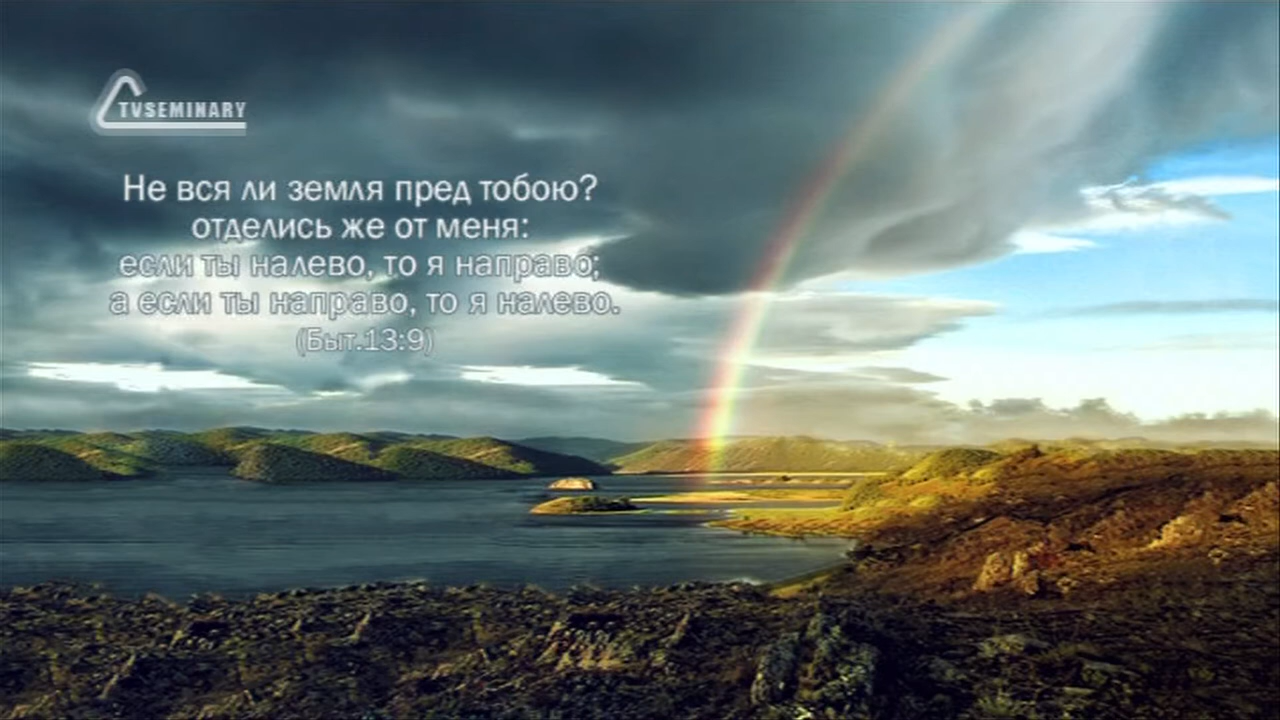 TVSEMINARY
Не вся ли земля пред тобою?
отделись же от меня:
если ты налево, то я направо;
а если ты направо, то я налево.
(Быт.13:9)